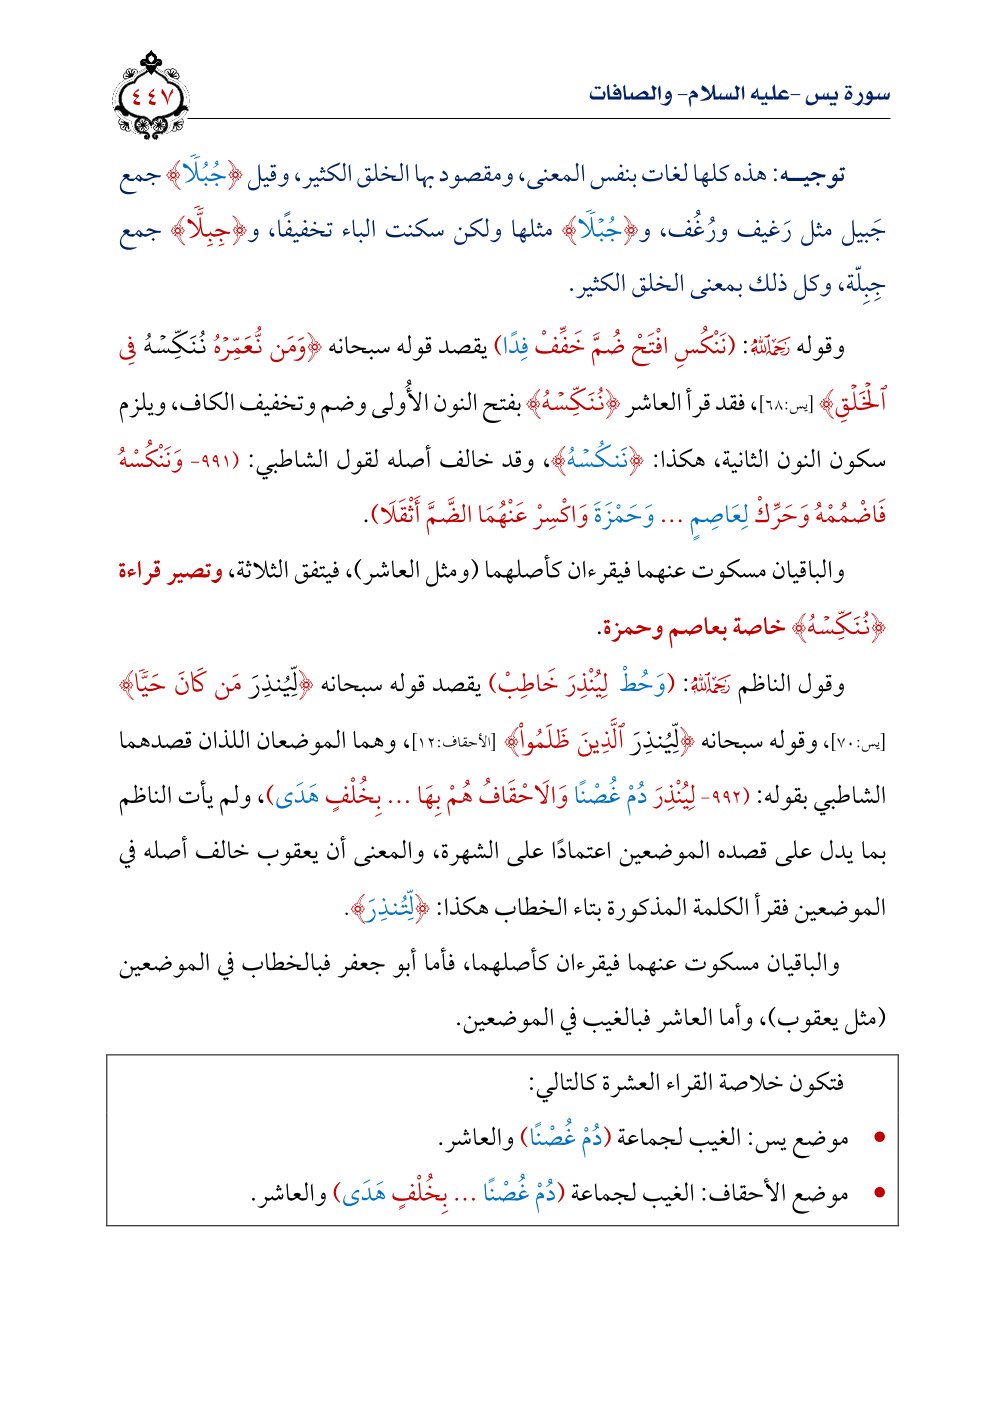 سورة يس -عليه السلام- والصافات
٤٤٧
توجيـــه: هذه كلها لغات بنفس المعنى، ومقصود بها الخلق الكثير، وقيل ﴿جُبُلًا﴾ جمع
جَبيل مثل رَغيف ورُغُف، و﴿جُبْلًا﴾ مثلها ولكن سكنت الباء تخفيفًا، و﴿جِبِلًّا﴾ جمع
جِبِلّة، وكل ذلك بمعنى الخلق الكثير.
وقوله رحمه الله: (نَنْكُسِ افْتَحْ ضُمَّ خَفِّفْ فِدًا) يقصد قوله سبحانه ﴿وَمَن نُّعَمِّرْهُ نُنَكِّسْهُ فِي
ٱلْخَلْقِ﴾ [يس:٦٨]، فقد قرأ العاشر ﴿نُنَكِّسْهُ﴾ بفتح النون الأُولى وضم وتخفيف الكاف، ويلزم
سكون النون الثانية، هكذا: ﴿نَنكُسْهُ﴾، وقد خالف أصله لقول الشاطبي: (٩٩١- وَنَنْكُسْهُ
فَاضْمُمْهُ وَحَرِّكْ لِعَاصِمٍ ... وَحَمْزَةَ وَاكْسِرْ عَنْهُمَا الضَّمَّ أَثْقَلَا).
والباقيان مسكوت عنهما فيقرءان كأصلهما (ومثل العاشر)، فيتفق الثلاثة، وتصير قراءة
﴿نُنَكِّسْهُ﴾ خاصة بعاصم وحمزة.
وقول الناظم رحمه الله: (وَحُطْ لِيُنْذِرَ خَاطِبْ) يقصد قوله سبحانه ﴿لِّيُنذِرَ مَن كَانَ حَيًّا﴾
[يس:٧٠]، وقوله سبحانه ﴿لِّيُنذِرَ ٱلَّذِينَ ظَلَمُواْ﴾ [الأحقاف:١٢]، وهما الموضعان اللذان قصدهما
الشاطبي بقوله: (٩٩٢- لِيُنْذِرَ دُمْ غُصْنًا وَالَاحْقَافُ هُمْ بِهَا ... بِخُلْفٍ هَدَى)، ولم يأت الناظم
بما يدل على قصده الموضعين اعتمادًا على الشهرة، والمعنى أن يعقوب خالف أصله في
الموضعين فقرأ الكلمة المذكورة بتاء الخطاب هكذا: ﴿لِّتُنذِرَ﴾.
والباقيان مسكوت عنهما فيقرءان كأصلهما، فأما أبو جعفر فبالخطاب في الموضعين
(مثل يعقوب)، وأما العاشر فبالغيب في الموضعين.
فتكون خلاصة القراء العشرة كالتالي:
• موضع يس: الغيب لجماعة (دُمْ غُصْنًا) والعاشر.
• موضع الأحقاف: الغيب لجماعة (دُمْ غُصْنًا ... بِخُلْفٍ هَدَى) والعاشر.